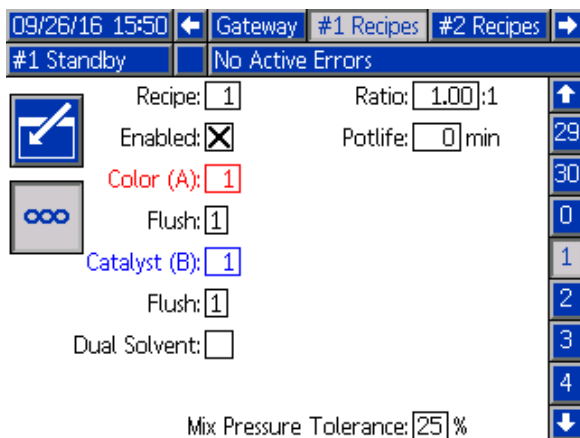 09/26/16 15:50 Gateway #1 Recipes #2 Recipes
#1 Standby No Active Errors
Recipe: 1 Ratio: 1.00:1
Enabled: Potlife: 0 min
29
Color (A): 1
30
Flush: 1
0
Catalyst (B): 1
1
Flush: 1
2
Dual Solvent:
3
4
Mix Pressure Tolerance: 25 %